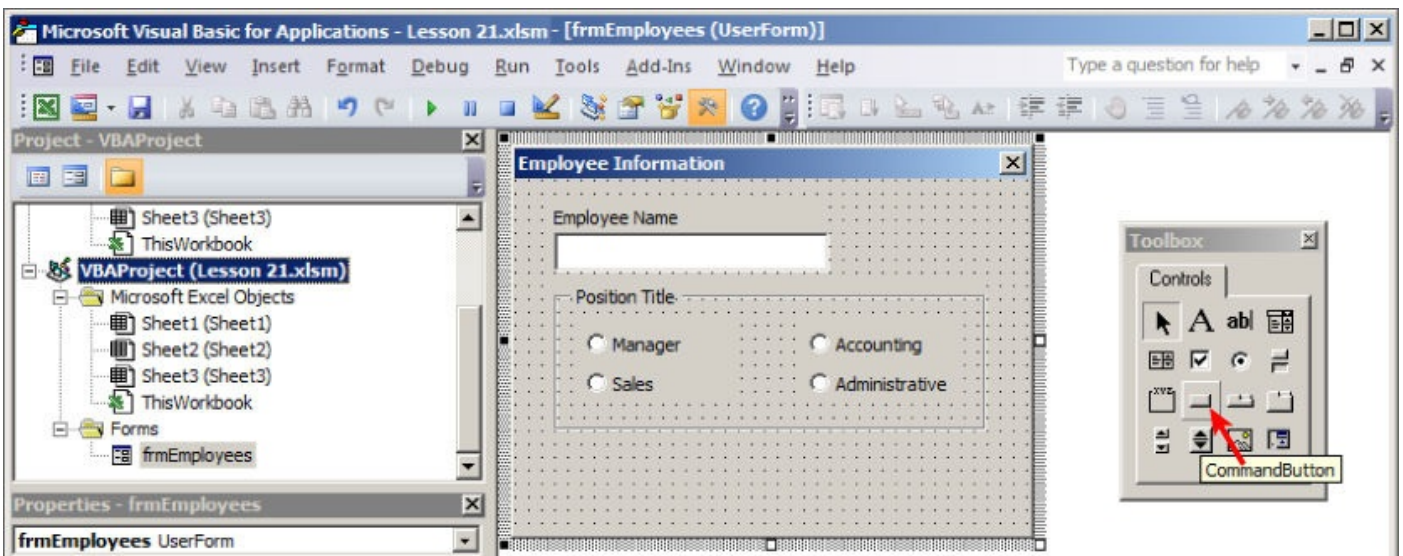 Microsoft Visual Basic for Applications - Lesson 21.xlsm - [frmEmployees (UserForm)]
File Edit View Insert Format Debug Run Tools Add-Ins Window Help Type a question for help
Project - VBAProject
Sheet3 (Sheet3)
ThisWorkbook
VBAProject (Lesson 21.xlsm)
Microsoft Excel Objects
Sheet1 (Sheet1)
Sheet2 (Sheet2)
Sheet3 (Sheet3)
ThisWorkbook
Forms
frmEmployees
Properties - frmEmployees
frmEmployees UserForm
Employee Information
Employee Name
Position Title
Manager Accounting
Sales Administrative
Toolbox
Controls
A abl
XYZ
CommandButton